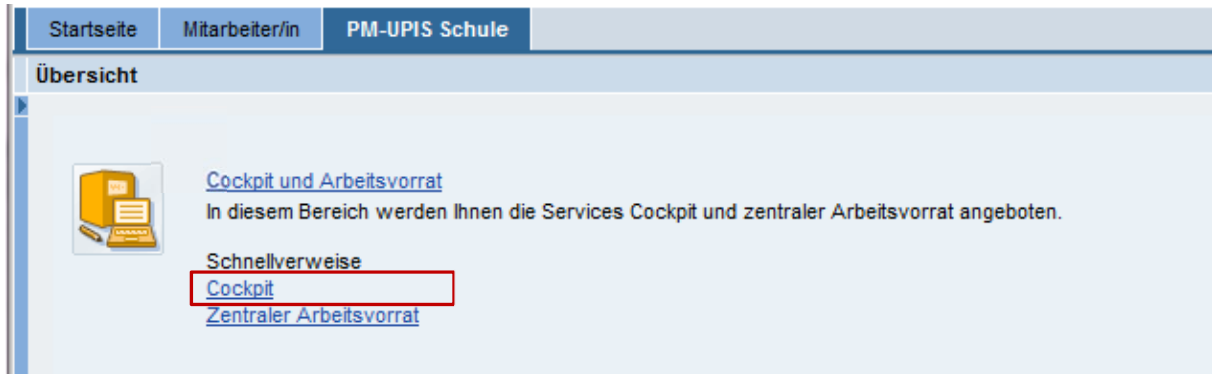 Startseite Mitarbeiter/in PM-UPIS Schule
Übersicht
Cockpit und Arbeitsvorrat
In diesem Bereich werden Ihnen die Services Cockpit und zentraler Arbeitsvorrat angeboten.
Schnellverweise
Cockpit
Zentraler Arbeitsvorrat